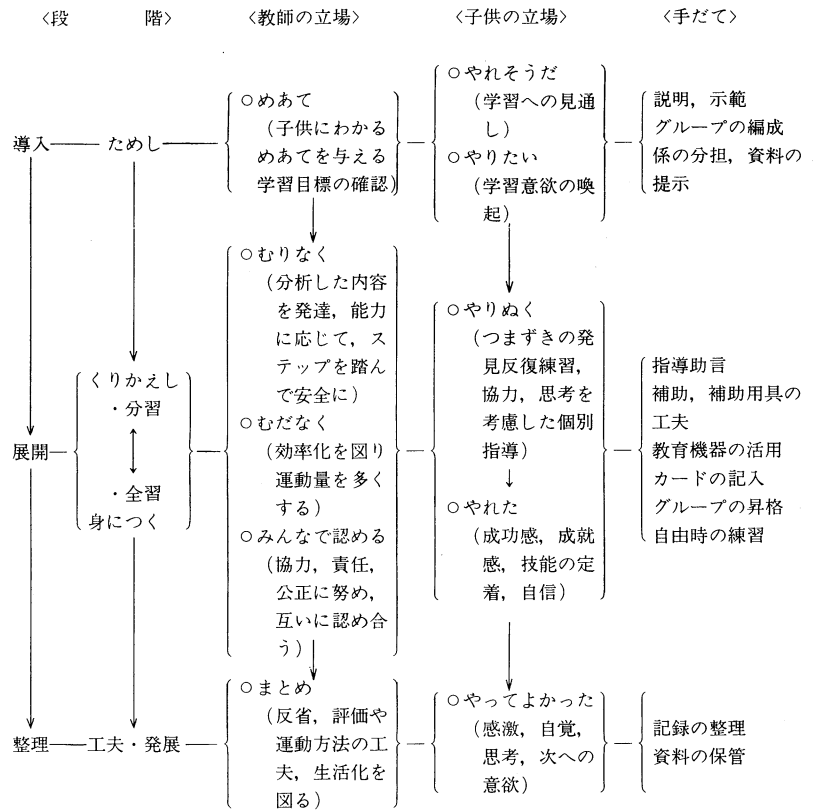 〈段 階〉 〈教師の立場〉 〈子供の立場〉 〈手だて〉
導入 ためし
○めあて
(子供にわかる
めあてを与える
学習目標の確認)
○やれそうだ
(学習への見通
し)
○やりたい
(学習意欲の喚
起)
説明,示範
グループの編成
係の分担,資料の
提示
展開
くりかえし
・分習
・全習
身につく
○むりなく
(分析した内容
を発達,能力
に応じて,ス
テップを踏ん
で安全に)
○むだなく
(効率化を図り
運動量を多く
する)
○みんなで認める
(協力,責任,
公正に努め,
互いに認め合
う)
○やりぬく
(つまずきの発
見反復練習,
協力,思考を
考慮した個別
指導)
○やれた
(成功感,成就
感,技能の定
着,自信)
指導助言
補助,補助用具の
工夫
教育機器の活用
カードの記入
グループの昇格
自由時の練習
整理 工夫・発展
○まとめ
(反省,評価や
運動方法の工
夫,生活化を
図る)
○やってよかった
(感激,自覚,
思考,次への
意欲)
記録の整理
資料の保管